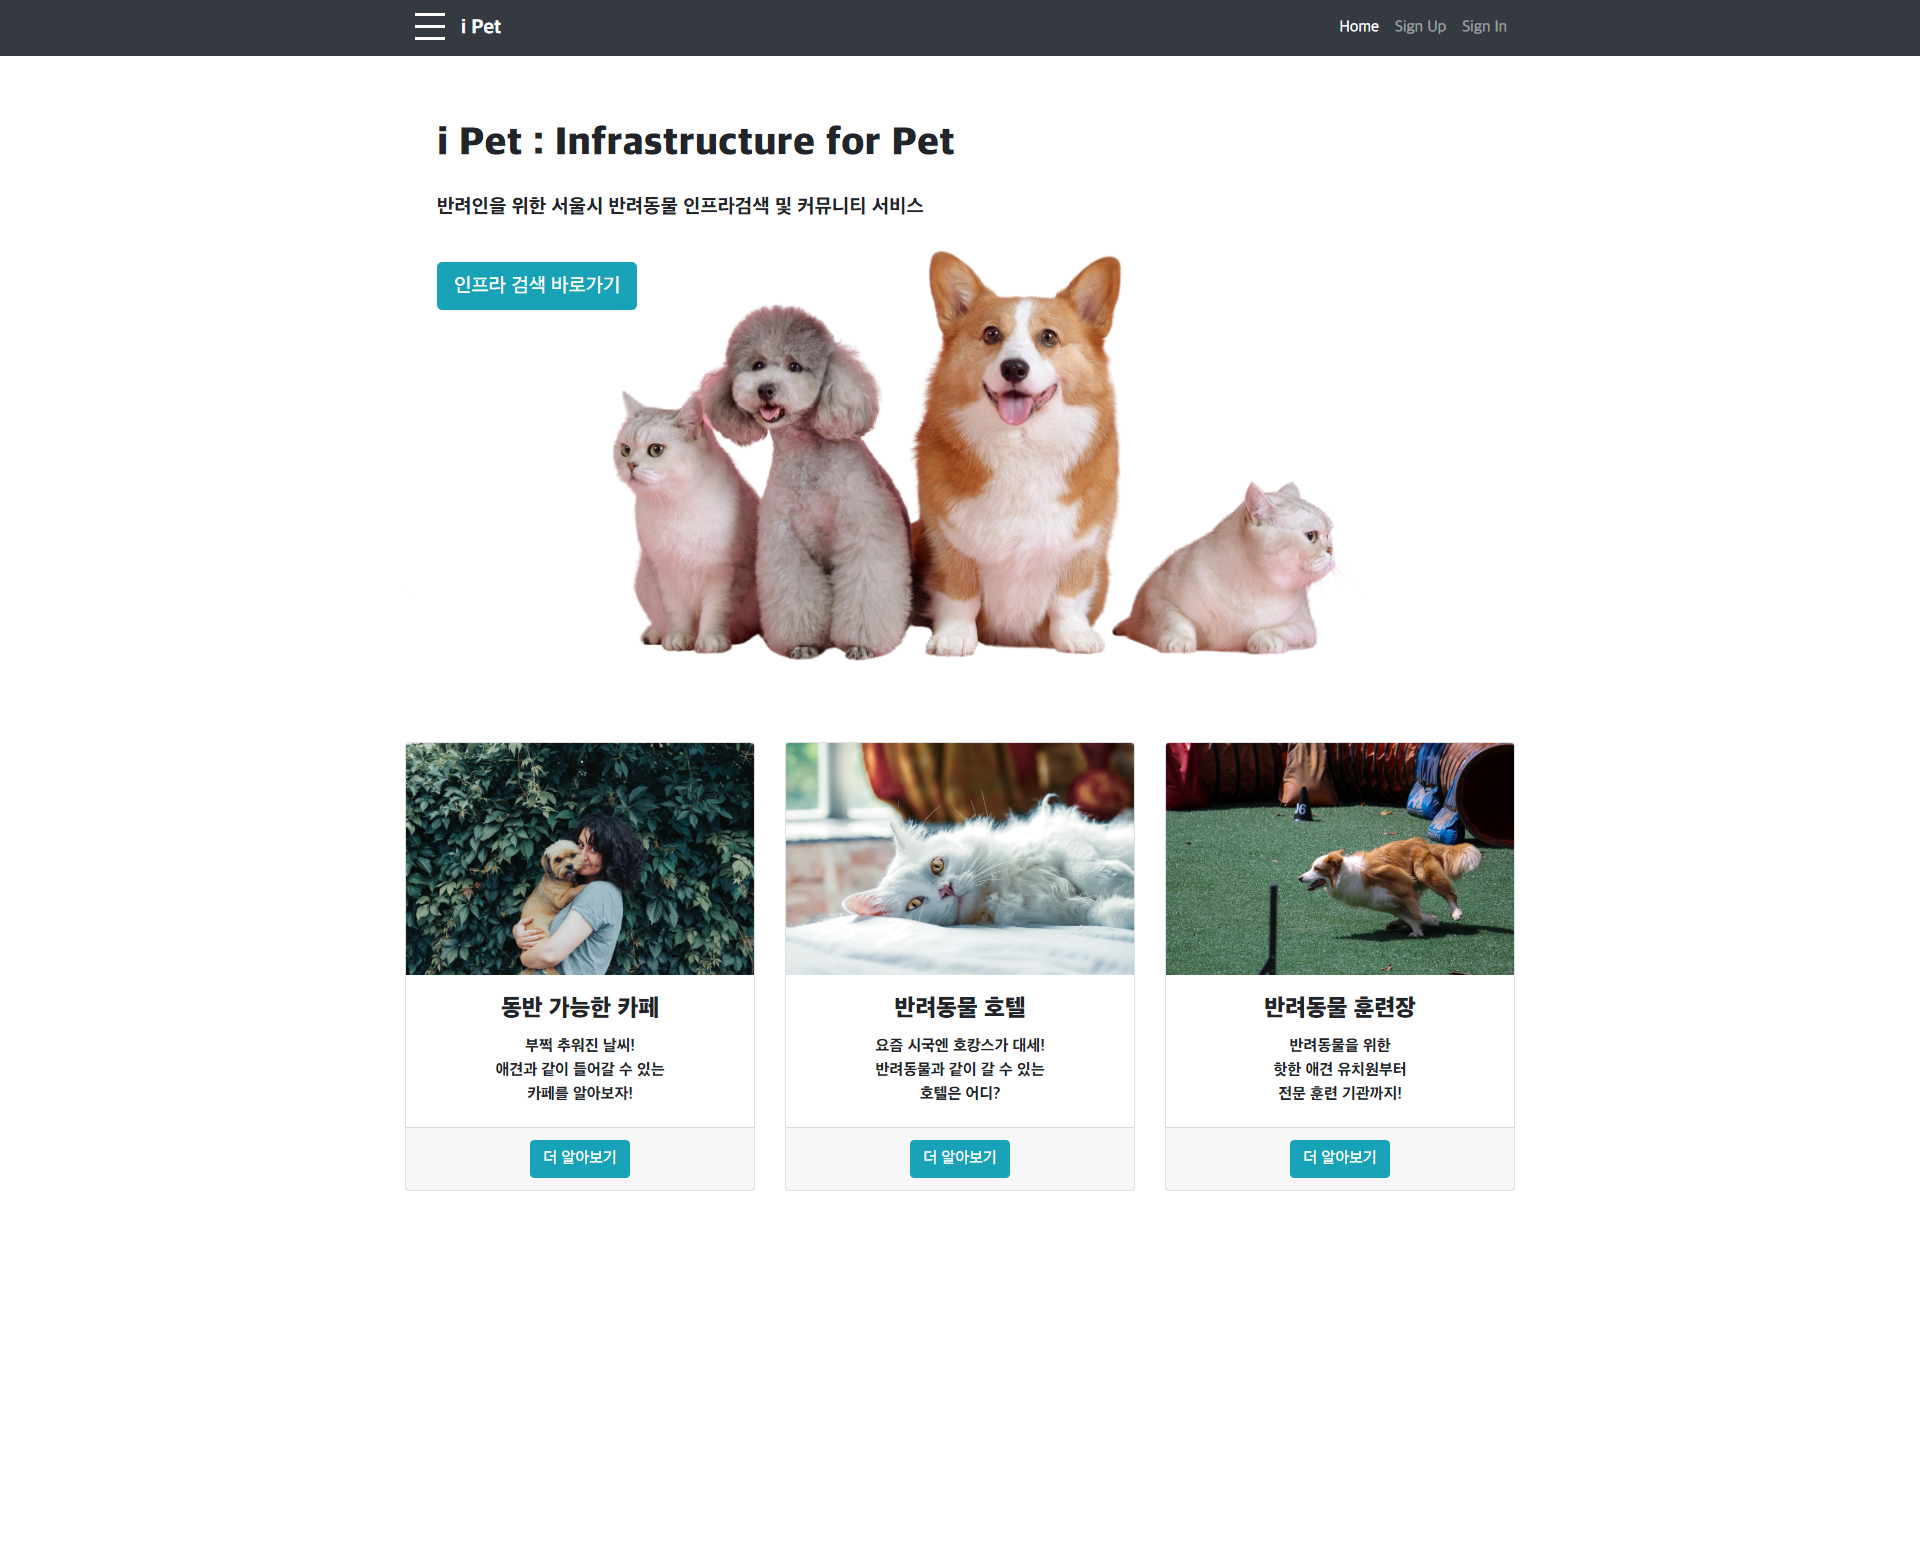 i Pet
Home
Sign Up
Sign In
i Pet : Infrastructure for Pet
반려인을 위한 서울시 반려동물 인프라검색 및 커뮤니티 서비스
인프라 검색 바로가기
동반 가능한 카페
부쩍 추워진 날씨!
애견과 같이 들어갈 수 있는
카페를 알아보자!
더 알아보기
반려동물 호텔
요즘 시국엔 호캉스가 대세!
반려동물과 같이 갈 수 있는
호텔은 어디?
더 알아보기
반려동물 훈련장
반려동물을 위한
핫한 애견 유치원부터
전문 훈련 기관까지!
더 알아보기